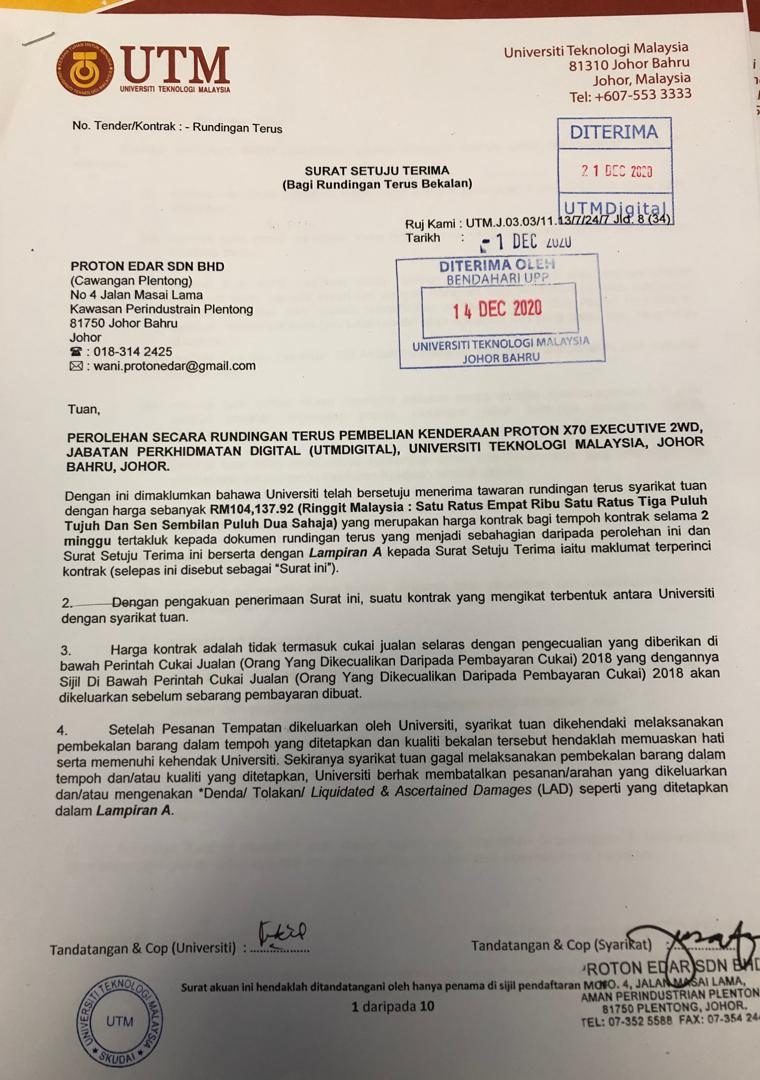 UTM
UNIVERSITI TEKNOLOGI MALAYSIA
Universiti Teknologi Malaysia
81310 Johor Bahru
Johor, Malaysia
Tel: +607-553 3333
No. Tender/Kontrak : - Rundingan Terus
DITERIMA
21 DEC 2020
UTMDigital
SURAT SETUJU TERIMA
(Bagi Rundingan Terus Bekalan)
Ruj Kami : UTM.J.03.03/11.13/7/24/7 Jld. 8 (34)
Tarikh : -1 DEC 2020
DITERIMA OLEH
BENDAHARI UPP
14 DEC 2020
UNIVERSITI TEKNOLOGI MALAYSIA
JOHOR BAHRU
PROTON EDAR SDN BHD
(Cawangan Plentong)
No 4 Jalan Masai Lama
Kawasan Perindustrain Plentong
81750 Johor Bahru
Johor
☎ : 018-314 2425
✉ : wani.protonedar@gmail.com
Tuan,
PEROLEHAN SECARA RUNDINGAN TERUS PEMBELIAN KENDERAAN PROTON X70 EXECUTIVE 2WD,
JABATAN PERKHIDMATAN DIGITAL (UTMDIGITAL), UNIVERSITI TEKNOLOGI MALAYSIA, JOHOR
BAHRU, JOHOR.
Dengan ini dimaklumkan bahawa Universiti telah bersetuju menerima tawaran rundingan terus syarikat tuan
dengan harga sebanyak RM104,137.92 (Ringgit Malaysia : Satu Ratus Empat Ribu Satu Ratus Tiga Puluh
Tujuh Dan Sen Sembilan Puluh Dua Sahaja) yang merupakan harga kontrak bagi tempoh kontrak selama 2
minggu tertakluk kepada dokumen rundingan terus yang menjadi sebahagian daripada perolehan ini dan
Surat Setuju Terima ini berserta dengan Lampiran A kepada Surat Setuju Terima iaitu maklumat terperinci
kontrak (selepas ini disebut sebagai “Surat ini”).
2. Dengan pengakuan penerimaan Surat ini, suatu kontrak yang mengikat terbentuk antara Universiti
dengan syarikat tuan.
3. Harga kontrak adalah tidak termasuk cukai jualan selaras dengan pengecualian yang diberikan di
bawah Perintah Cukai Jualan (Orang Yang Dikecualikan Daripada Pembayaran Cukai) 2018 yang dengannya
Sijil Di Bawah Perintah Cukai Jualan (Orang Yang Dikecualikan Daripada Pembayaran Cukai) 2018 akan
dikeluarkan sebelum sebarang pembayaran dibuat.
4. Setelah Pesanan Tempatan dikeluarkan oleh Universiti, syarikat tuan dikehendaki melaksanakan
pembekalan barang dalam tempoh yang ditetapkan dan kualiti bekalan tersebut hendaklah memuaskan hati
serta memenuhi kehendak Universiti. Sekiranya syarikat tuan gagal melaksanakan pembekalan barang dalam
tempoh dan/atau kualiti yang ditetapkan, Universiti berhak membatalkan pesanan/arahan yang dikeluarkan
dan/atau mengenakan *Denda/ Tolakan/ Liquidated & Ascertained Damages (LAD) seperti yang ditetapkan
dalam Lampiran A.
Tandatangan & Cop (Universiti) : ..............
Tandatangan & Cop (Syarikat) : ..............
UNIVERSITI TEKNOLOGI MALAYSIA
UTM
SKUDAI
Surat akuan ini hendaklah ditandatangani oleh hanya penama di sijil pendaftaran
1 daripada 10
ROTON EDAR SDN BHD
NO. 4, JALAN MASAI LAMA,
AMAN PERINDUSTRIAN PLENTON
81750 PLENTONG, JOHOR.
TEL: 07-352 5588 FAX: 07-354 24